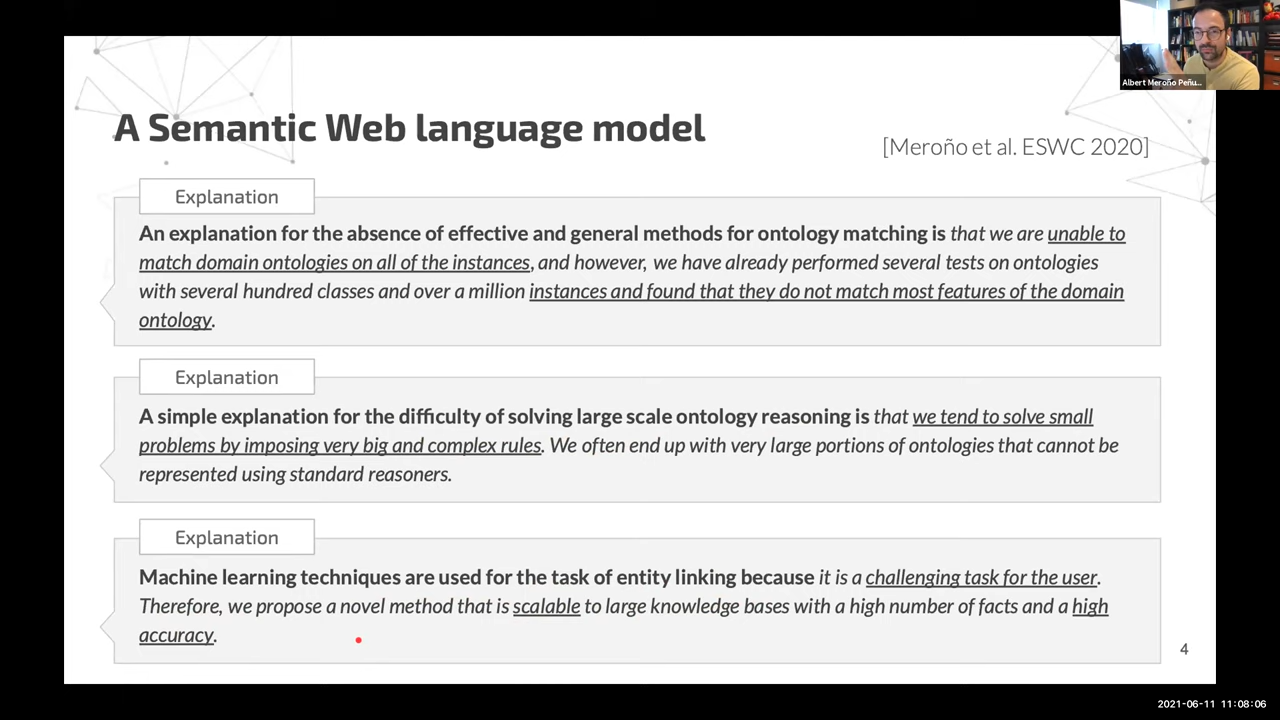 Albert Meroño Peñu...
A Semantic Web language model
[Meroño et al. ESWC 2020]
Explanation
An explanation for the absence of effective and general methods for ontology matching is that we are unable to
match domain ontologies on all of the instances, and however, we have already performed several tests on ontologies
with several hundred classes and over a million instances and found that they do not match most features of the domain
ontology.
Explanation
A simple explanation for the difficulty of solving large scale ontology reasoning is that we tend to solve small
problems by imposing very big and complex rules. We often end up with very large portions of ontologies that cannot be
represented using standard reasoners.
Explanation
Machine learning techniques are used for the task of entity linking because it is a challenging task for the user.
Therefore, we propose a novel method that is scalable to large knowledge bases with a high number of facts and a high
accuracy.
4
2021-06-11 11:08:06